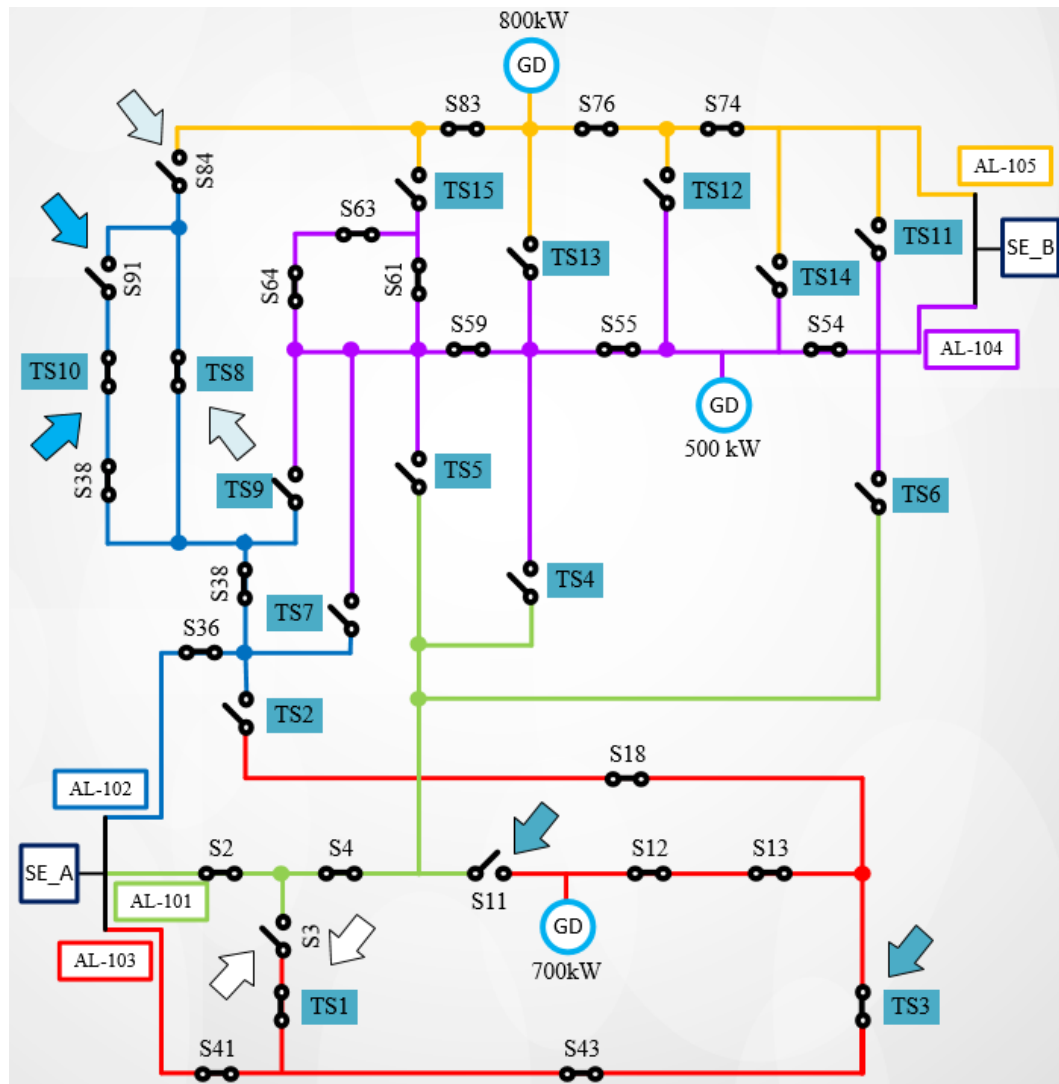 800kW
GD
S83
S76
S74
S84
AL-105
TS15
TS12
S63
TS11
SE_B
TS13
S91
S64
S61
TS14
S59
S55
S54
AL-104
TS10
TS8
GD
500 kW
S38
TS9
TS5
TS6
S38
TS4
TS7
S36
TS2
S18
AL-102
S2
S4
S12
S13
SE_A
AL-101
S11
S3
GD
AL-103
700kW
TS1
TS3
S41
S43